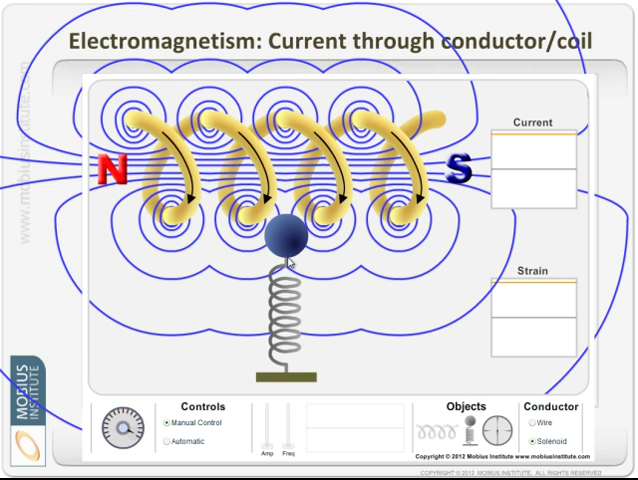 Electromagnetism: Current through conductor/coil
www.mobiusinstitute.com
N
S
Current
Strain
MOBIUS
INSTITUTE
Controls
Manual Control
Automatic
Amp
Freq
Objects
Conductor
Wire
Solenoid
Copyright © 2012 Mobius Institute www.mobiusinstitute.com
COPYRIGHT © 2012 MOBIUS INSTITUTE. ALL RIGHTS RESERVED